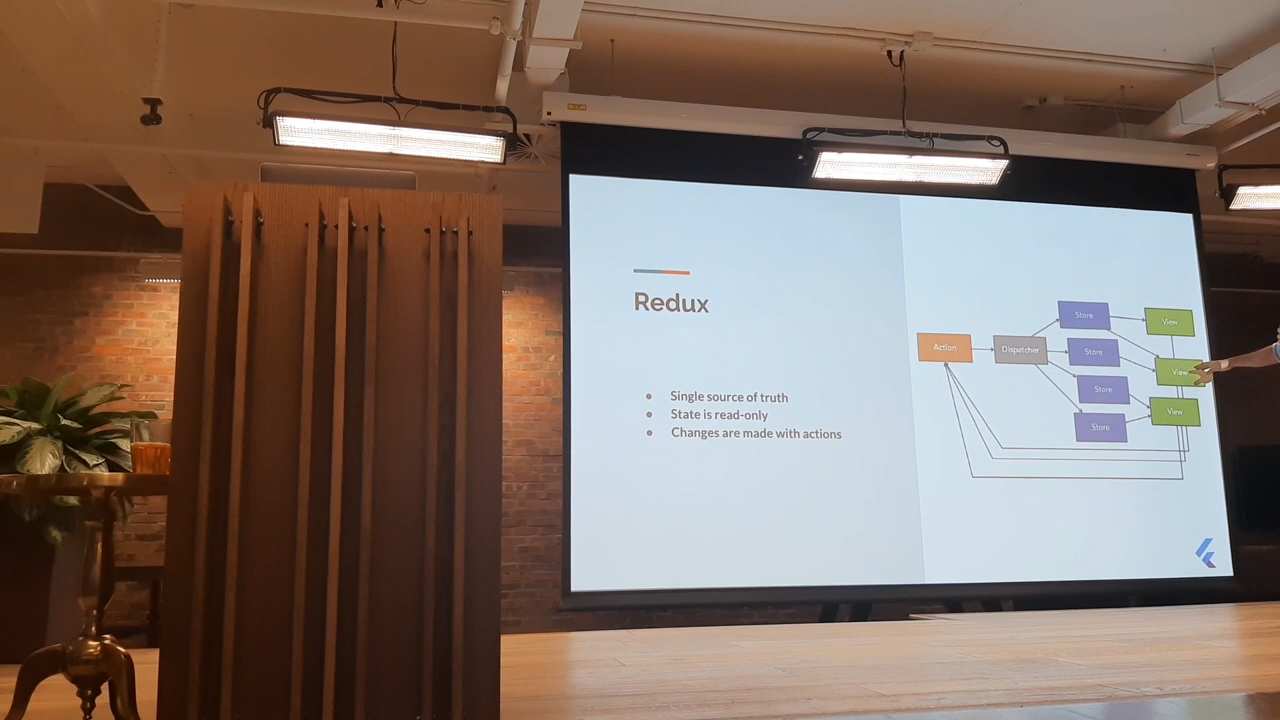 Redux
Single source of truth
State is read-only
Changes are made with actions
Action
Dispatcher
Store
Store
Store
Store
View
View
View